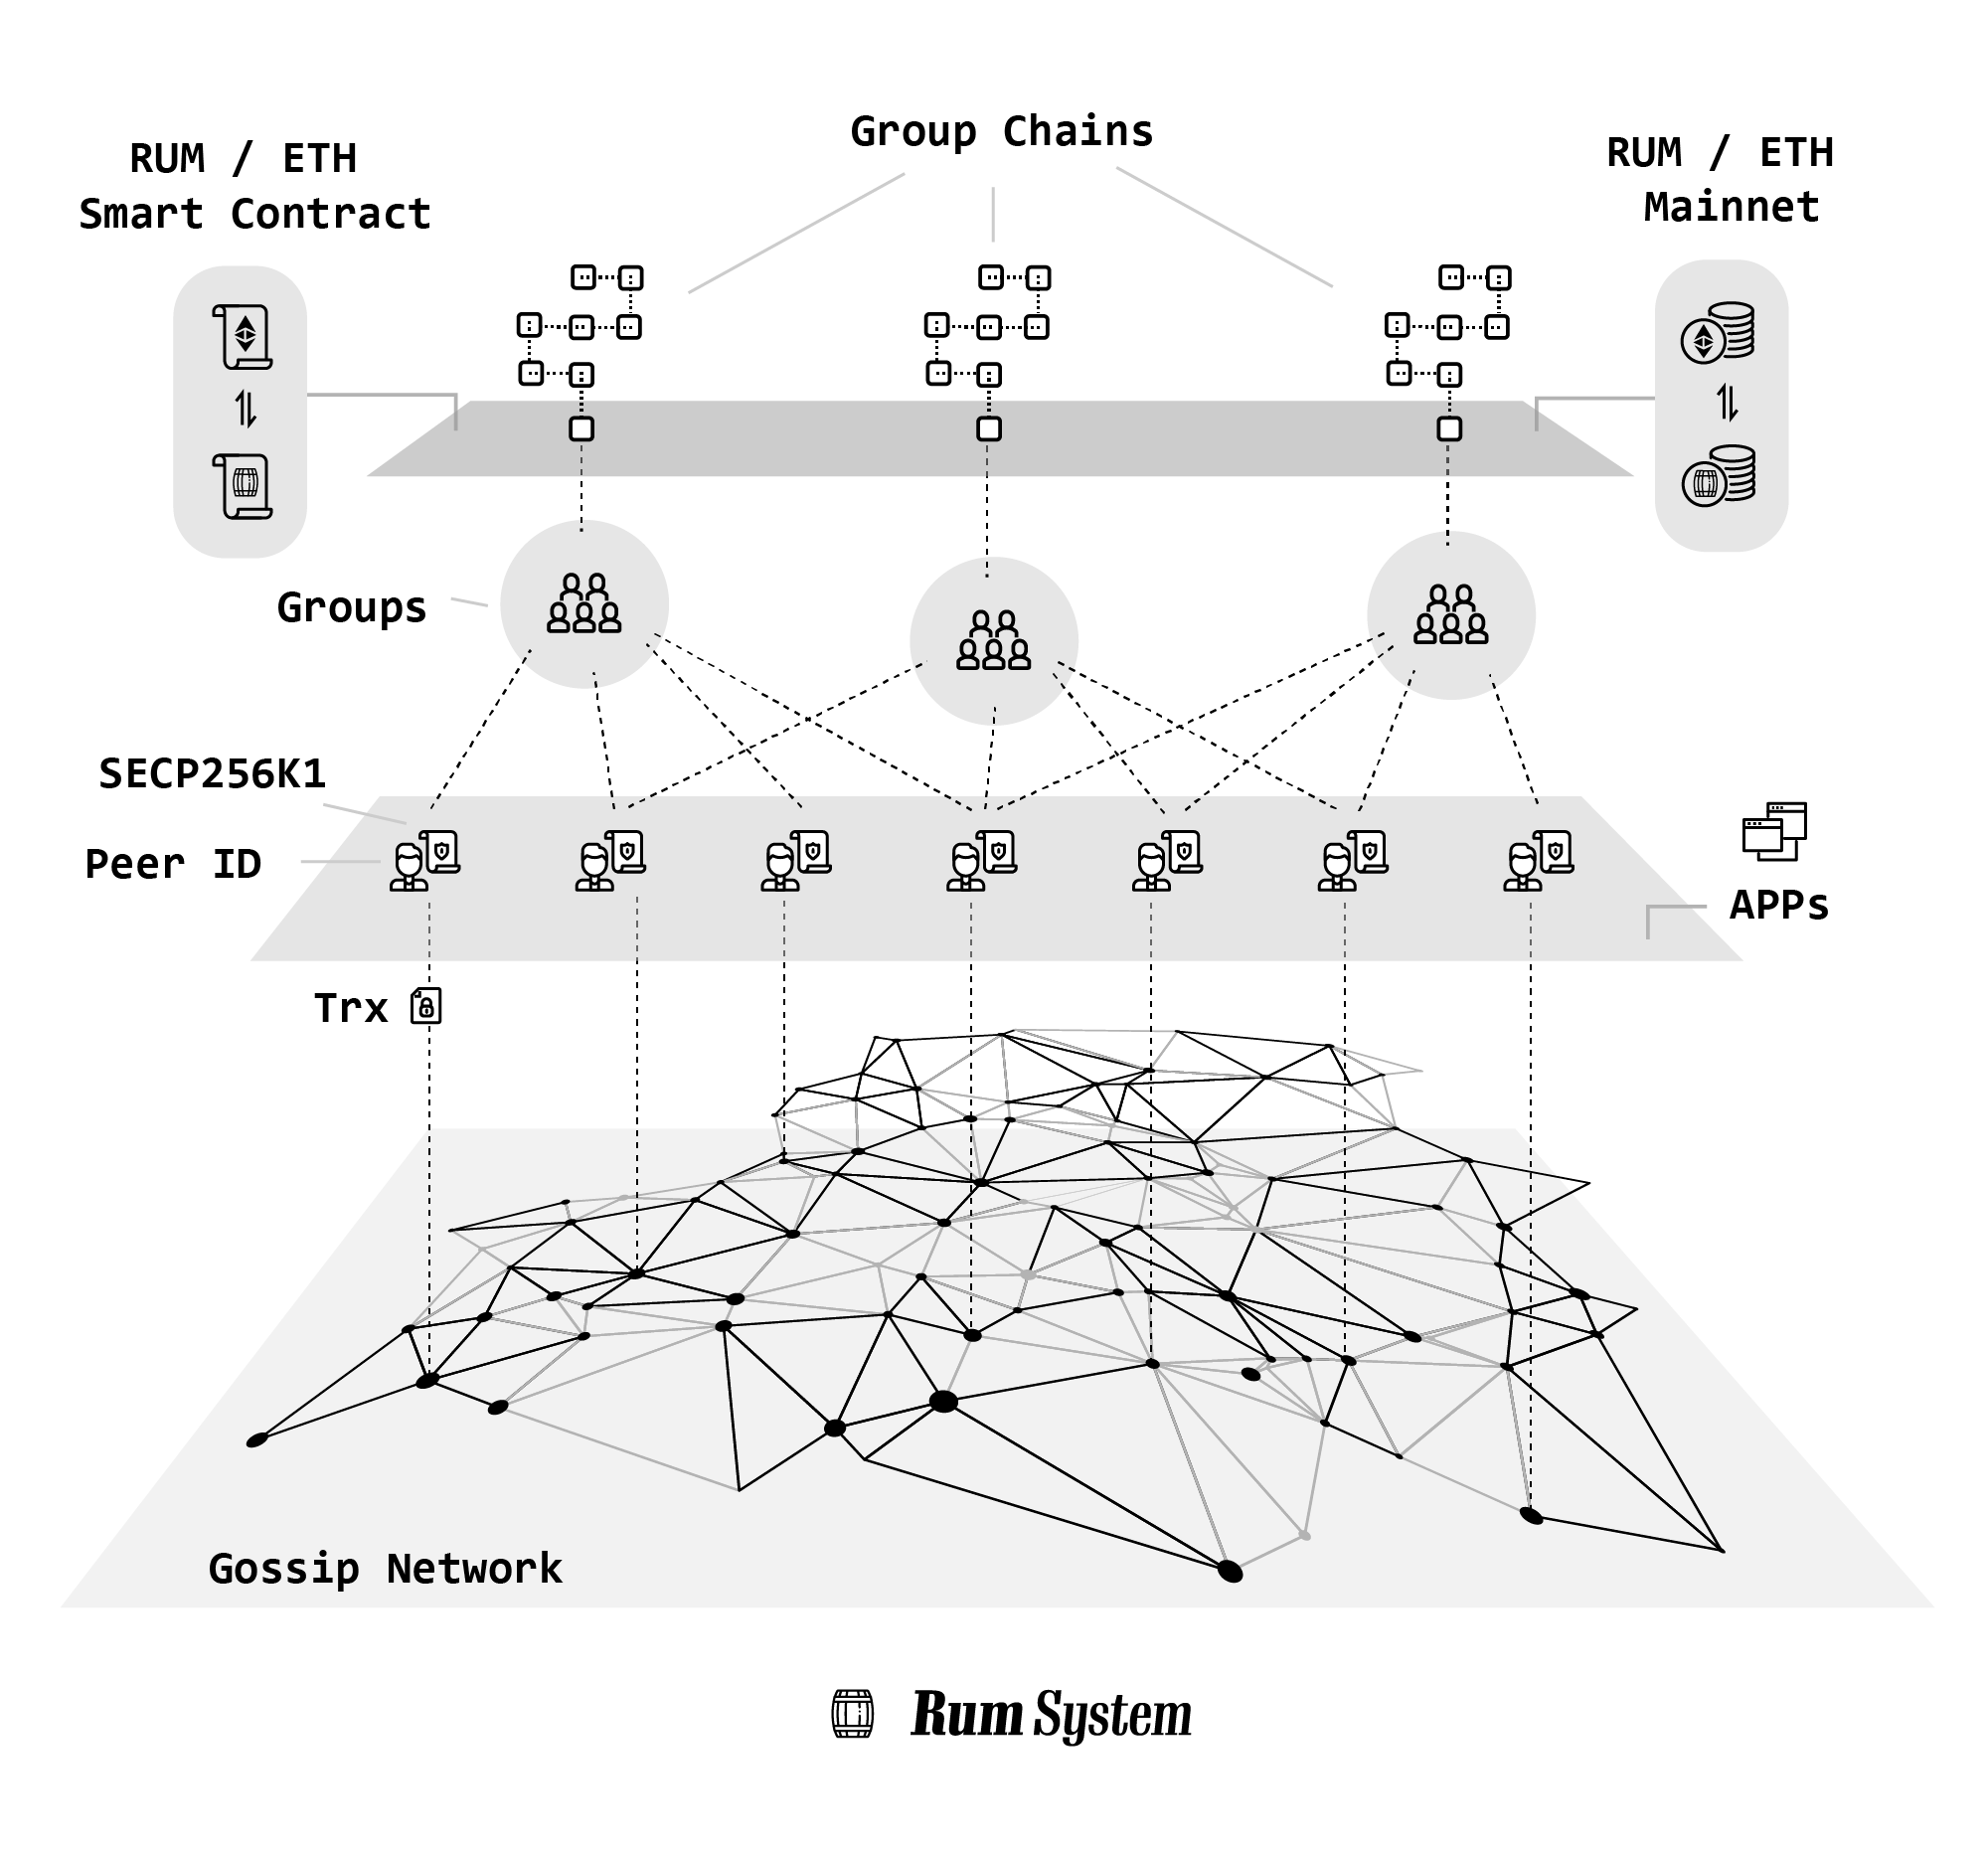 Group Chains
RUM / ETH
Smart Contract
RUM / ETH
Mainnet
Groups
SECP256K1
Peer ID
APPs
Trx
Gossip Network
Rum System